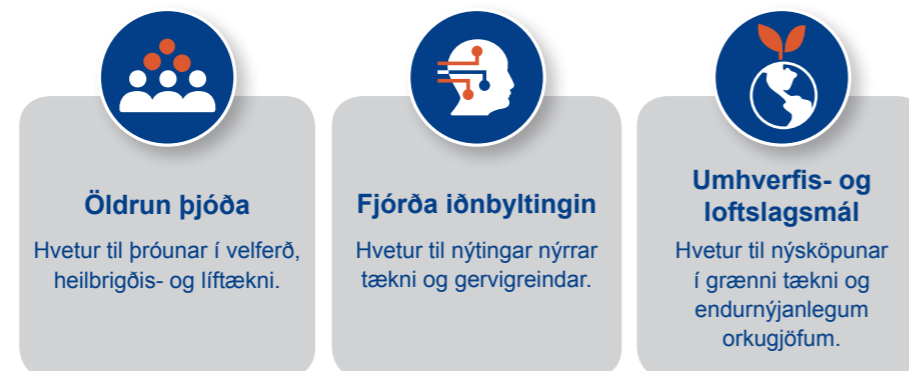 Öldrun þjóða
Hvetur til þróunar í velferð,
heilbrigðis- og líftækni.
Fjórða iðnbyltingin
Hvetur til nýtingar nýrrar
tækni og gervigreindar.
Umhverfis- og
loftslagsmál
Hvetur til nýsköpunar
í grænni tækni og
endurnýjanlegum
orkugjöfum.